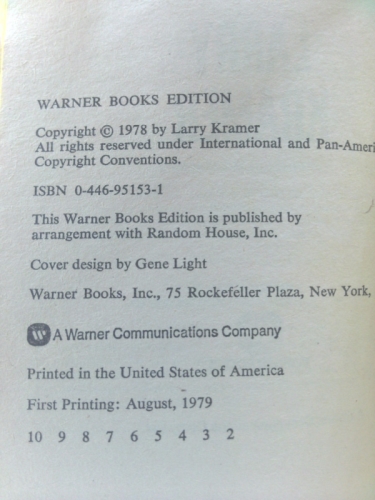 WARNER BOOKS EDITION
Copyright © 1978 by Larry Kramer
All rights reserved under International and Pan-Ameri
Copyright Conventions.
ISBN 0-446-95153-1
This Warner Books Edition is published by
arrangement with Random House, Inc.
Cover design by Gene Light
Warner Books, Inc., 75 Rockefeller Plaza, New York,
W A Warner Communications Company
Printed in the United States of America
First Printing: August, 1979
10 9 8 7 6 5 4 3 2